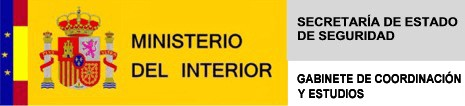 MINISTERIO
DEL INTERIOR
SECRETARÍA DE ESTADO
DE SEGURIDAD
GABINETE DE COORDINACIÓN
Y ESTUDIOS